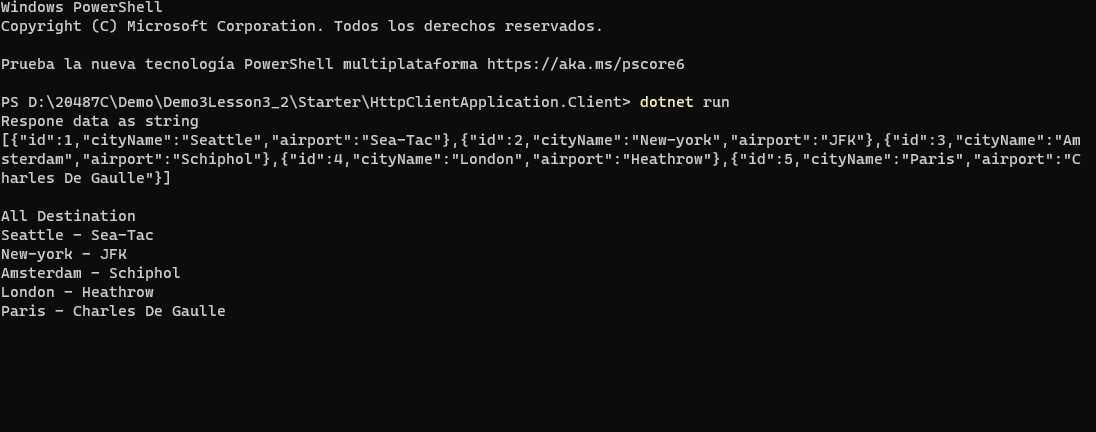 Windows PowerShell
Copyright (C) Microsoft Corporation. Todos los derechos reservados.
Prueba la nueva tecnología PowerShell multiplataforma https://aka.ms/pscore6
PS D:\20487C\Demo\Demo3Lesson3_2\Starter\HttpClientApplication.Client> dotnet run
Respone data as string
[{"id":1,"cityName":"Seattle","airport":"Sea-Tac"},{"id":2,"cityName":"New-york","airport":"JFK"},{"id":3,"cityName":"Am
sterdam","airport":"Schiphol"},{"id":4,"cityName":"London","airport":"Heathrow"},{"id":5,"cityName":"Paris","airport":"C
harles De Gaulle"}]
All Destination
Seattle - Sea-Tac
New-york - JFK
Amsterdam - Schiphol
London - Heathrow
Paris - Charles De Gaulle